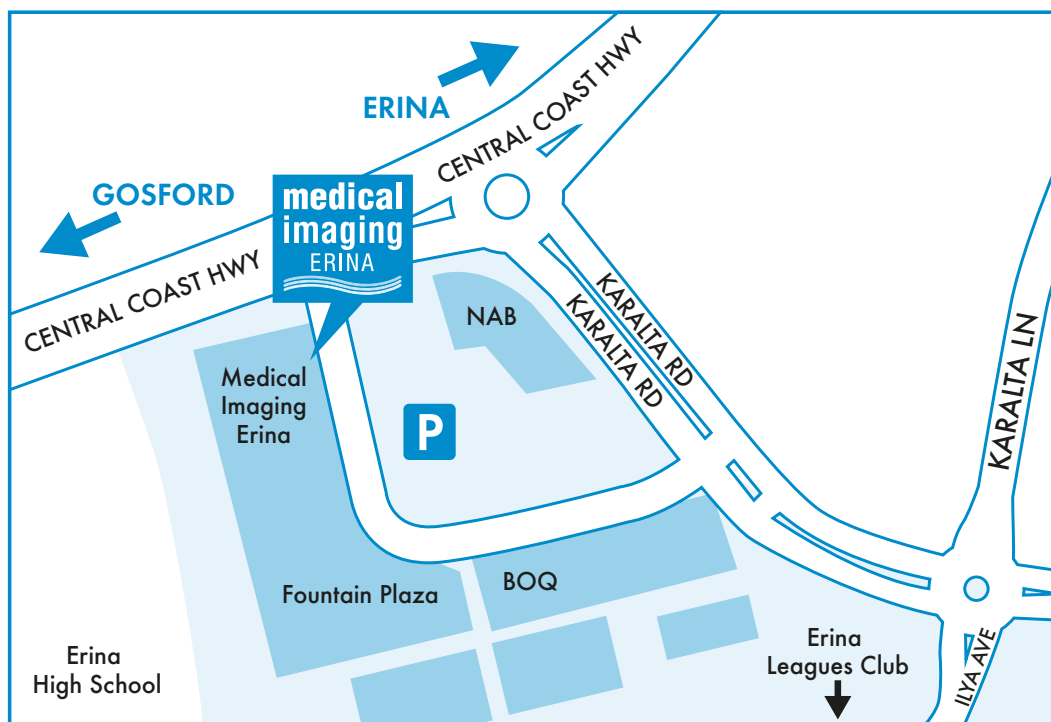 CENTRAL COAST HWY
ERINA
GOSFORD
medical
imaging
ERINA
CENTRAL COAST HWY
NAB
KARALTA RD
KARALTA RD
KARALTA LN
Medical
Imaging
Erina
P
Fountain Plaza
BOQ
Erina
High School
Erina
Leagues Club
ILYA AVE